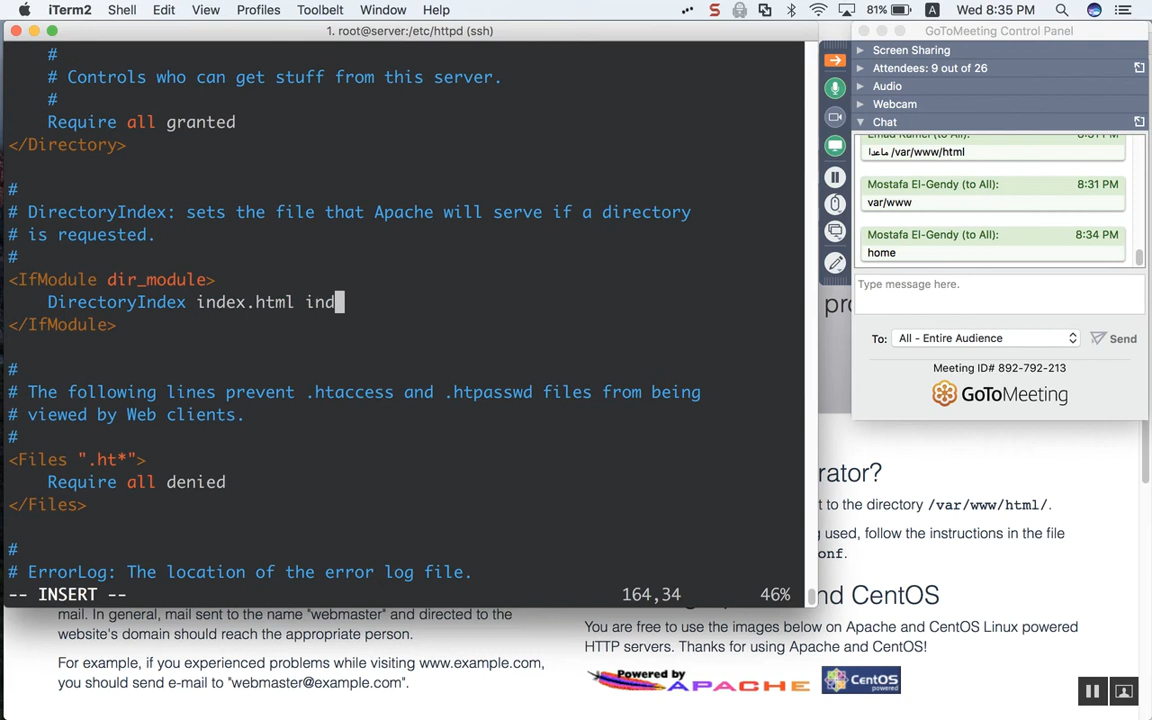 iTerm2 Shell Edit View Profiles Toolbelt Window Help 81% A Wed 8:35 PM
1. root@server:/etc/httpd (ssh)
#
# Controls who can get stuff from this server.
#
Require all granted
</Directory>
#
# DirectoryIndex: sets the file that Apache will serve if a directory
# is requested.
#
<IfModule dir_module>
DirectoryIndex index.html ind
</IfModule>
#
# The following lines prevent .htaccess and .htpasswd files from being
# viewed by Web clients.
#
<Files ".ht*">
Require all denied
</Files>
#
# ErrorLog: The location of the error log file.
-- INSERT -- 164,34 46%
GoToMeeting Control Panel
Screen Sharing
Attendees: 9 out of 26
Audio
Webcam
Chat
ماعدا /var/www/html
Mostafa El-Gendy (to All): 8:31 PM
var/www
Mostafa El-Gendy (to All): 8:34 PM
home
Type message here.
To: All - Entire Audience Send
Meeting ID# 892-792-213
GoToMeeting
pro
rator?
t to the directory /var/www/html/.
g used, follow the instructions in the file
onf.
nd CentOS
You are free to use the images below on Apache and CentOS Linux powered
HTTP servers. Thanks for using Apache and CentOS!
Powered by APACHE CentOS powered
mail. In general, mail sent to the name "webmaster" and directed to the
website's domain should reach the appropriate person.
For example, if you experienced problems while visiting www.example.com,
you should send e-mail to "webmaster@example.com".